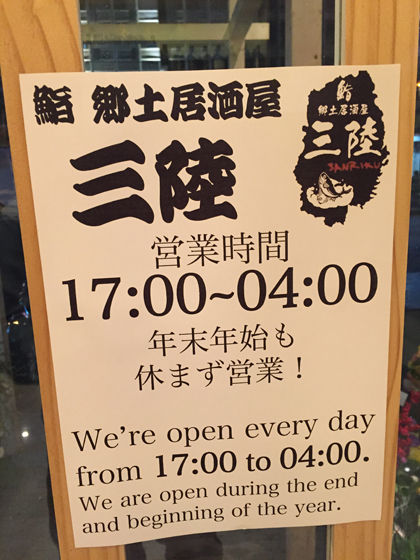 鮨 郷土居酒屋
三陸
鮨
郷土居酒屋
三陸
SANRIKU
営業時間
17:00~04:00
年末年始も
休まず営業！
We're open every day
from 17:00 to 04:00.
We are open during the end
and beginning of the year.